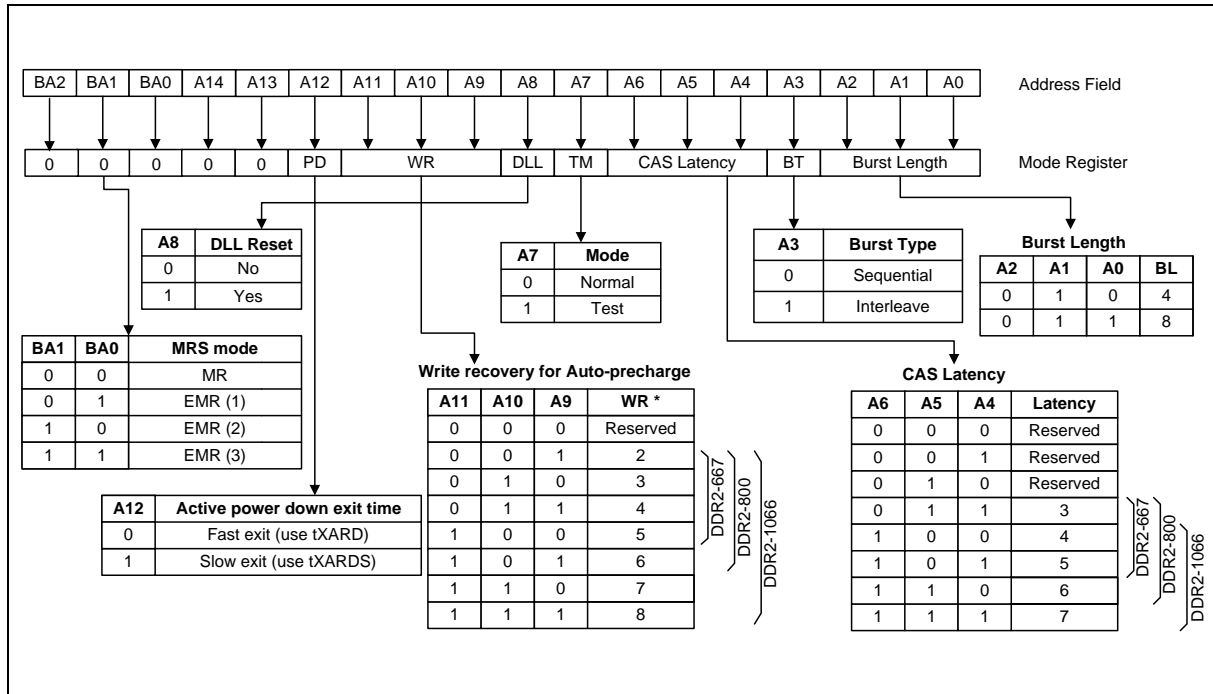 BA2 BA1 BA0 A14 A13 A12 A11 A10 A9 A8 A7 A6 A5 A4 A3 A2 A1 A0 Address Field
0 0 0 0 0 PD WR DLL TM CAS Latency BT Burst Length Mode Register
A8 DLL Reset
0 No
1 Yes
A7 Mode
0 Normal
1 Test
A3 Burst Type
0 Sequential
1 Interleave
Burst Length
A2 A1 A0 BL
0 1 0 4
0 1 1 8
BA1 BA0 MRS mode
0 0 MR
0 1 EMR (1)
1 0 EMR (2)
1 1 EMR (3)
A12 Active power down exit time
0 Fast exit (use tXARD)
1 Slow exit (use tXARDS)
Write recovery for Auto-precharge
A11 A10 A9 WR *
0 0 0 Reserved
0 0 1 2
0 1 0 3
0 1 1 4
1 0 0 5
1 0 1 6
1 1 0 7
1 1 1 8
DDR2-667
DDR2-800
DDR2-1066
CAS Latency
A6 A5 A4 Latency
0 0 0 Reserved
0 0 1 Reserved
0 1 0 Reserved
0 1 1 3
1 0 0 4
1 0 1 5
1 1 0 6
1 1 1 7
DDR2-667
DDR2-800
DDR2-1066